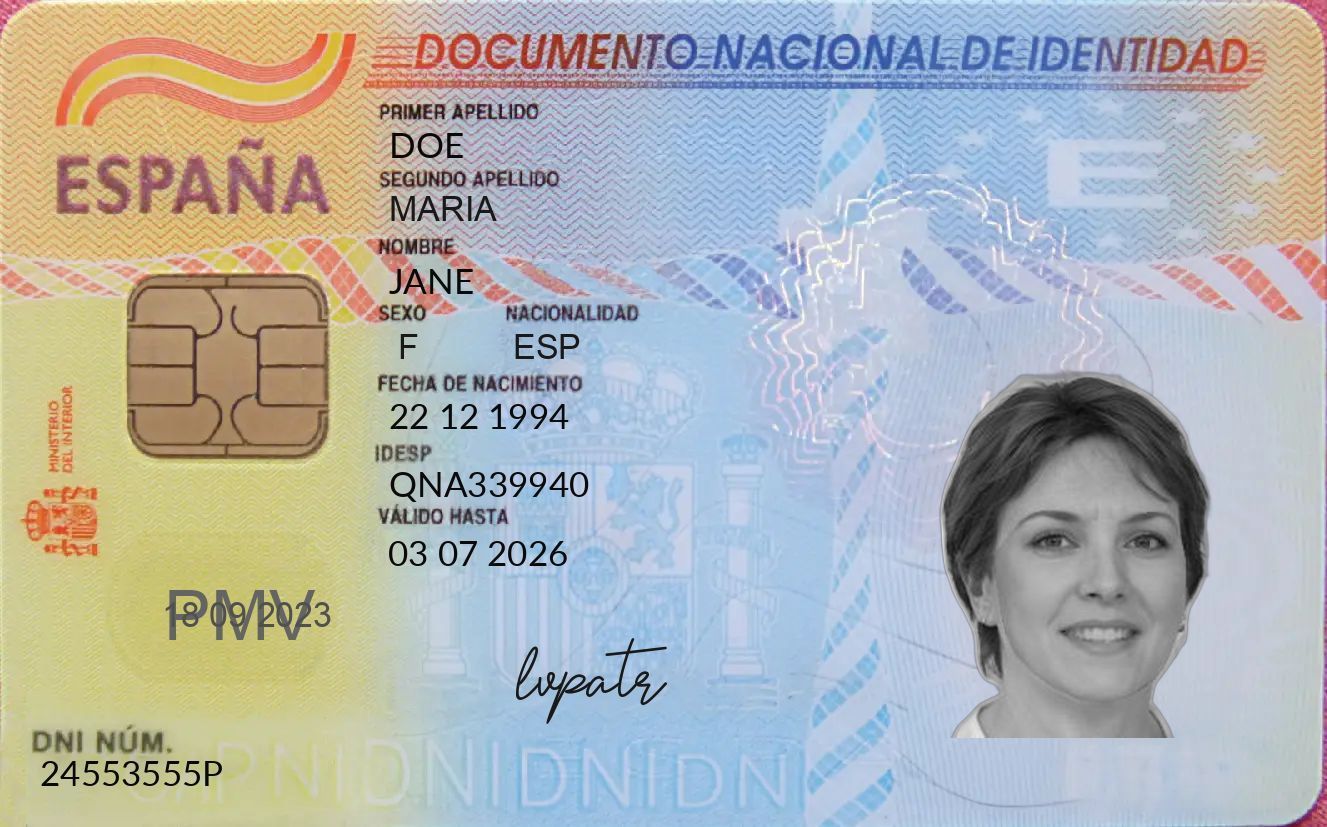 DOCUMENTO NACIONAL DE IDENTIDAD
ESPAÑA
PRIMER APELLIDO
DOE
SEGUNDO APELLIDO
MARIA
NOMBRE
JANE
SEXO NACIONALIDAD
F ESP
FECHA DE NACIMIENTO
22 12 1994
IDESP
QNA339940
VÁLIDO HASTA
03 07 2026
MINISTERIO
DEL INTERIOR
E
PMV
18 09 2023
DNI NÚM.
24553555P
DNIDNIDNIDNI